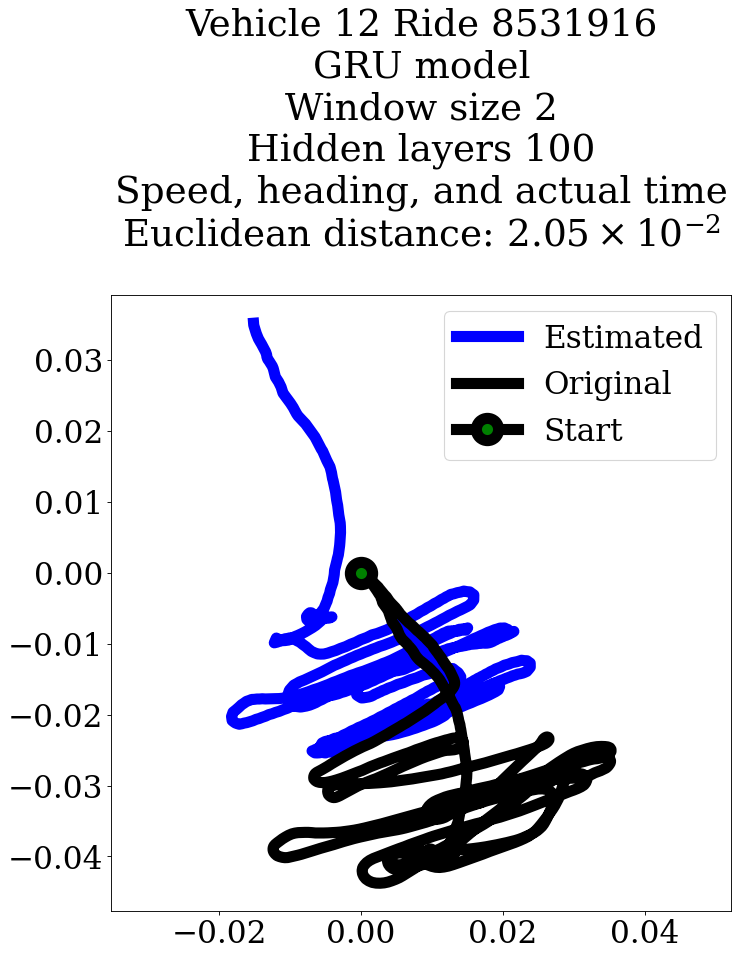 Vehicle 12 Ride 8531916
GRU model
Window size 2
Hidden layers 100
Speed, heading, and actual time
Euclidean distance: 2.05 × 10⁻²
Estimated
Original
Start
0.03
0.02
0.01
0.00
−0.01
−0.02
−0.03
−0.04
−0.02 0.00 0.02 0.04